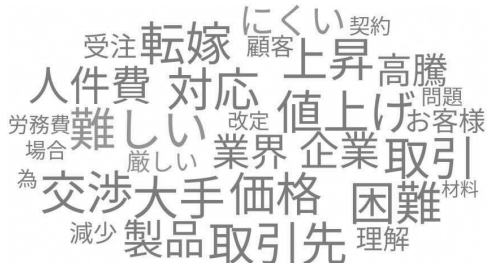 にくい 契約
受注 転嫁 顧客 上昇 高騰
人件費 対応 値上げ 問題 お客様
労務費 難しい 改定 業界 企業 取引
場合 厳しい
為 交渉 大手 価格 困難 材料
減少 製品 取引先 理解